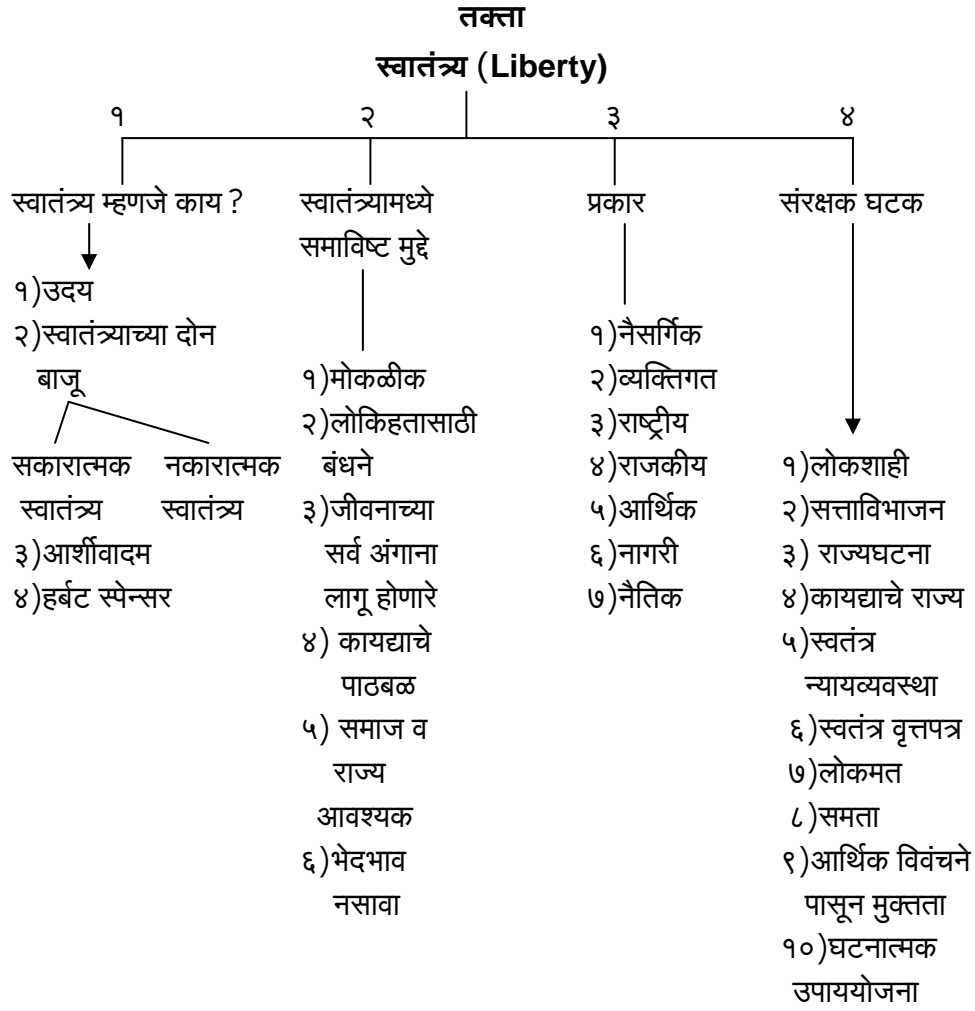 तक्ता
स्वातंत्र्य (Liberty)
१
२
३
४
स्वातंत्र्य म्हणजे काय ?
१)उदय
२)स्वातंत्र्याच्या दोन
बाजू
सकारात्मक नकारात्मक
स्वातंत्र्य स्वातंत्र्य
३)आर्शीवादम
४)हर्बट स्पेन्सर
स्वातंत्र्यामध्ये
समाविष्ट मुद्दे
१)मोकळीक
२)लोकिहतासाठी
बंधने
३)जीवनाच्या
सर्व अंगाना
लागू होणारे
४) कायद्याचे
पाठबळ
५) समाज व
राज्य
आवश्यक
६)भेदभाव
नसावा
प्रकार
१)नैसर्गिक
२)व्यक्तिगत
३)राष्ट्रीय
४)राजकीय
५)आर्थिक
६)नागरी
७)नैतिक
संरक्षक घटक
१)लोकशाही
२)सत्ताविभाजन
३) राज्यघटना
४)कायद्याचे राज्य
५)स्वतंत्र
न्यायव्यवस्था
६)स्वतंत्र वृत्तपत्र
७)लोकमत
८)समता
९)आर्थिक विवंचने
पासून मुक्तता
१०)घटनात्मक
उपाययोजना